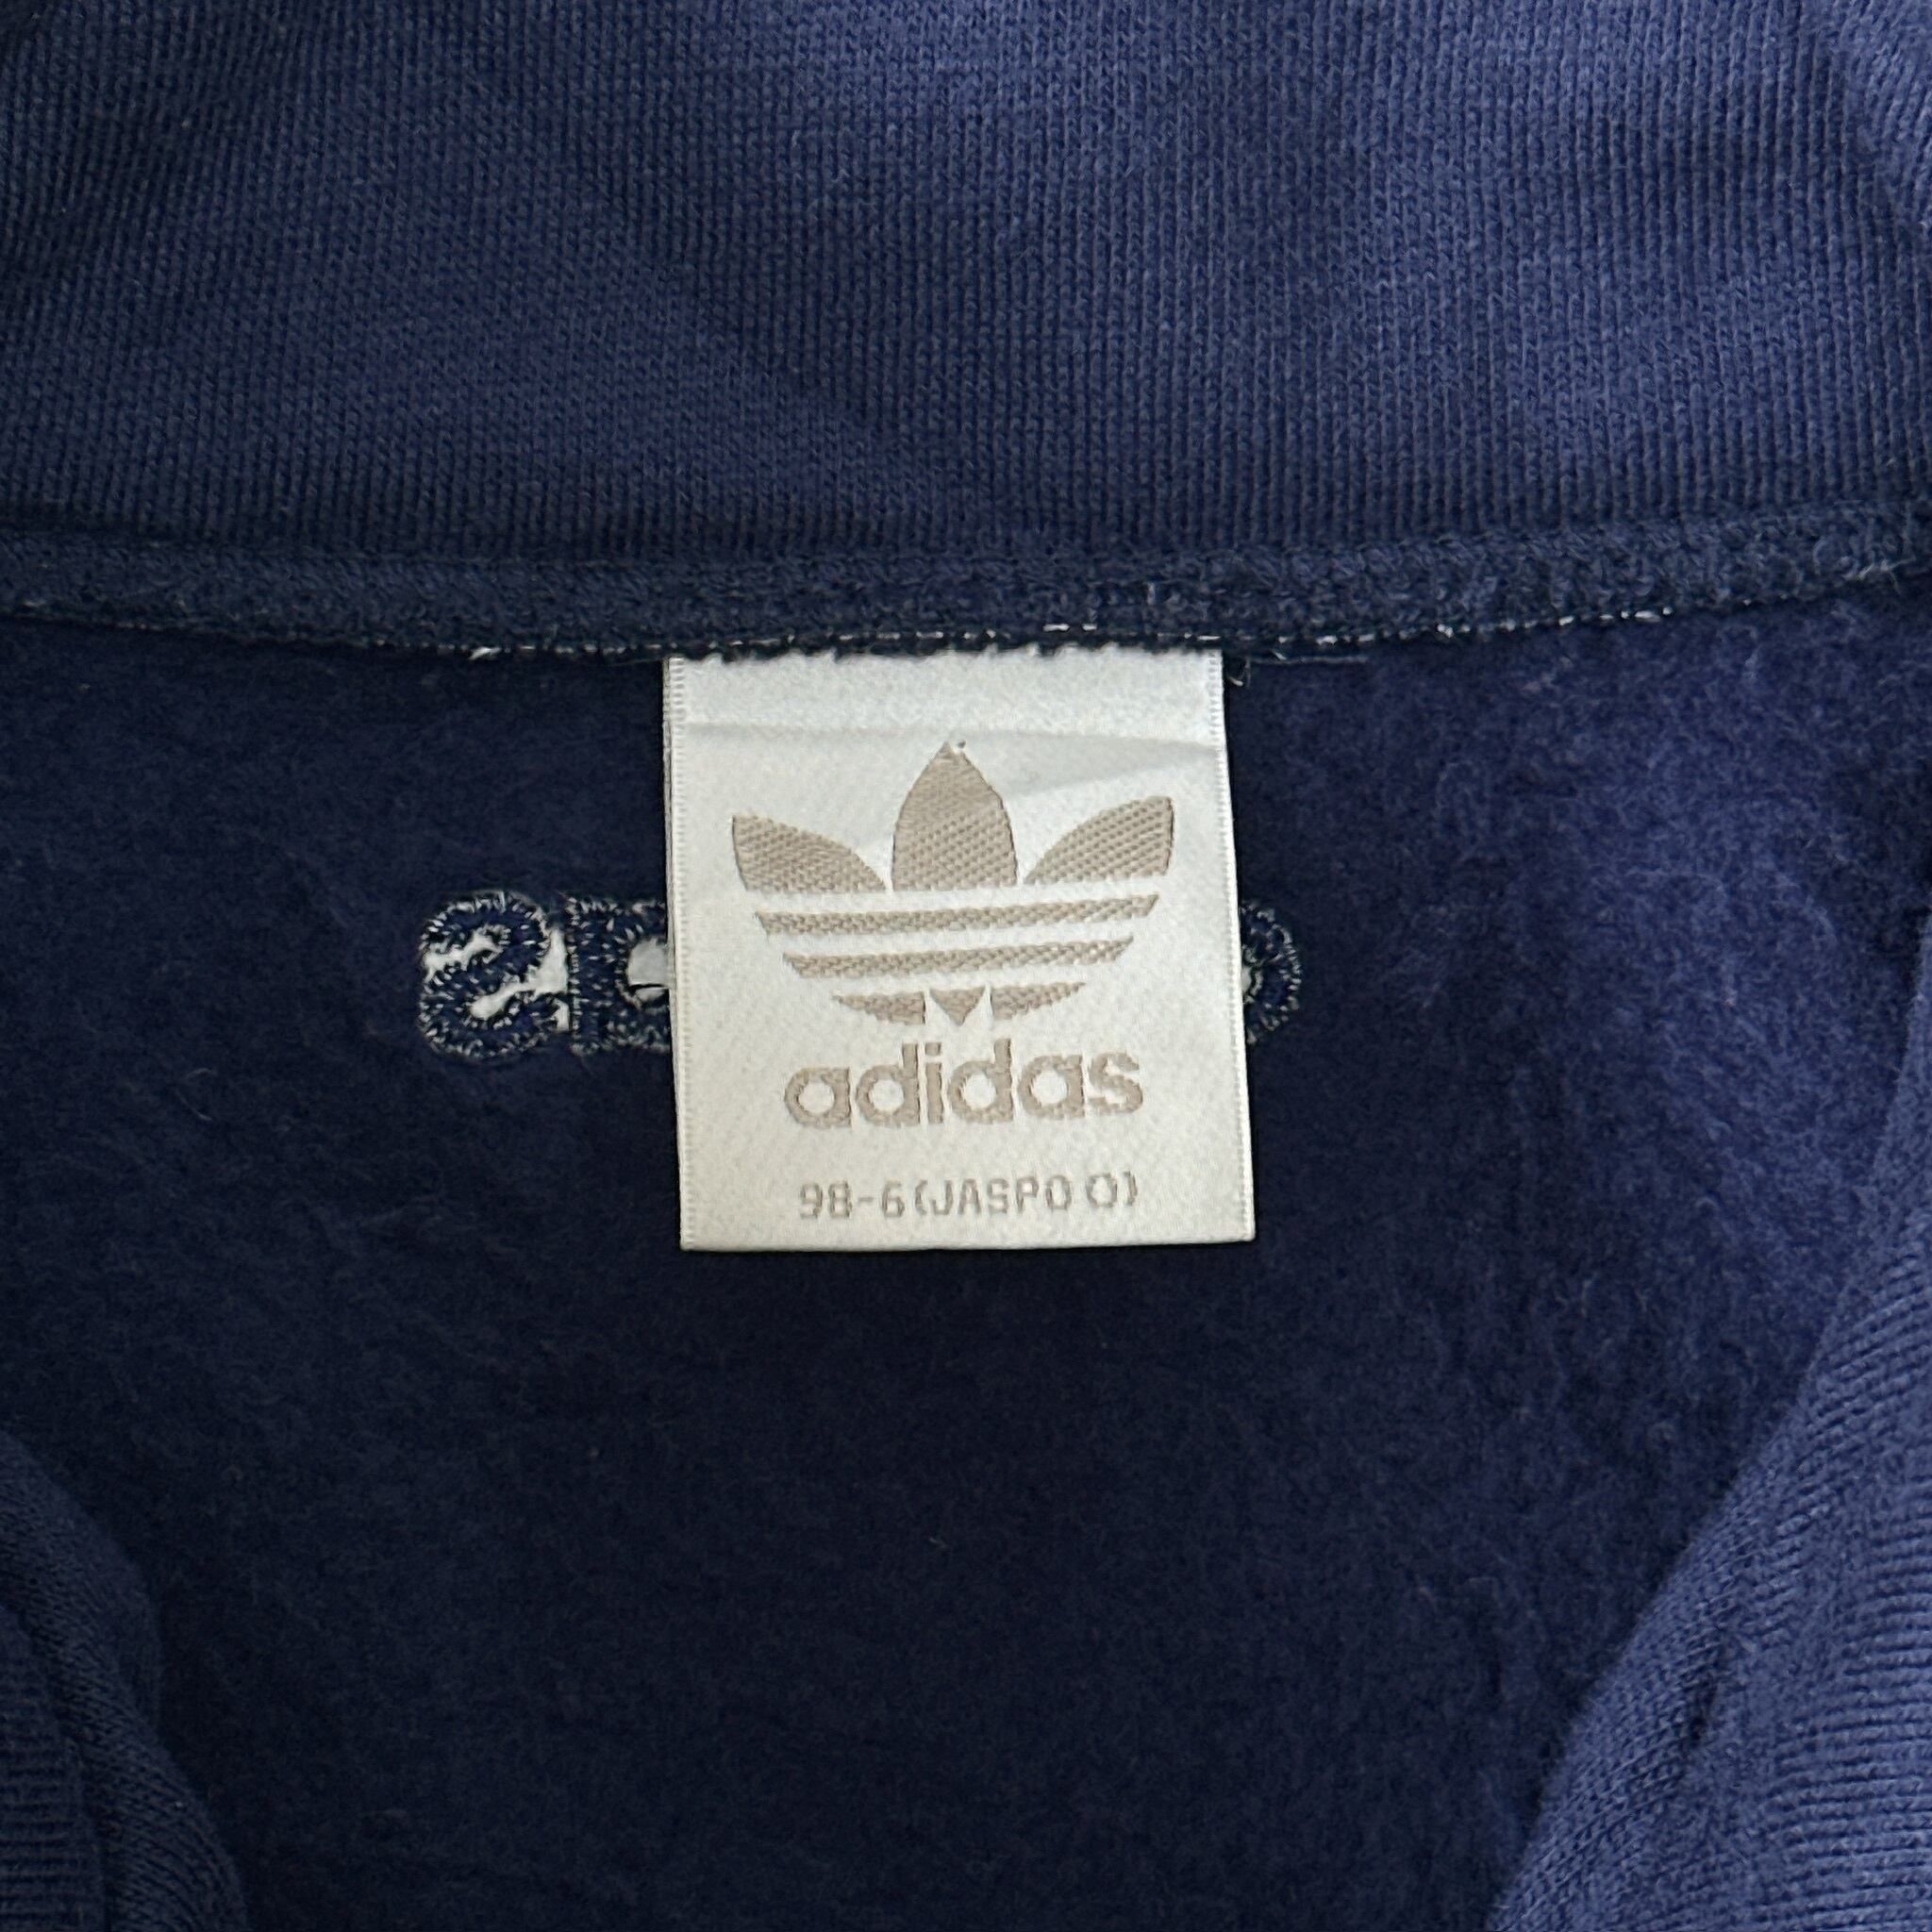 adidas
98-6(JASPO O)